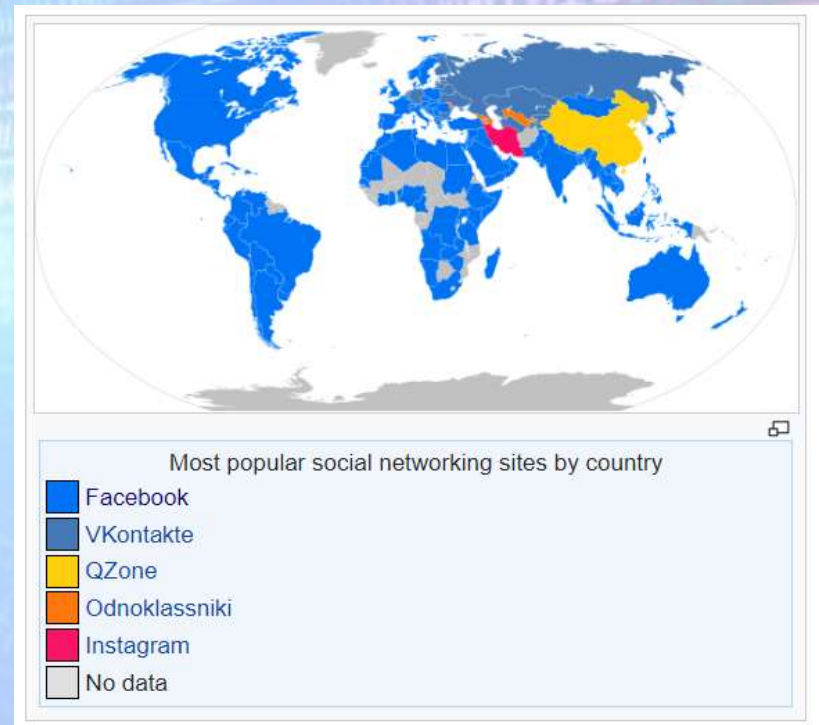 Most popular social networking sites by country
Facebook
VKontakte
QZone
Odnoklassniki
Instagram
No data